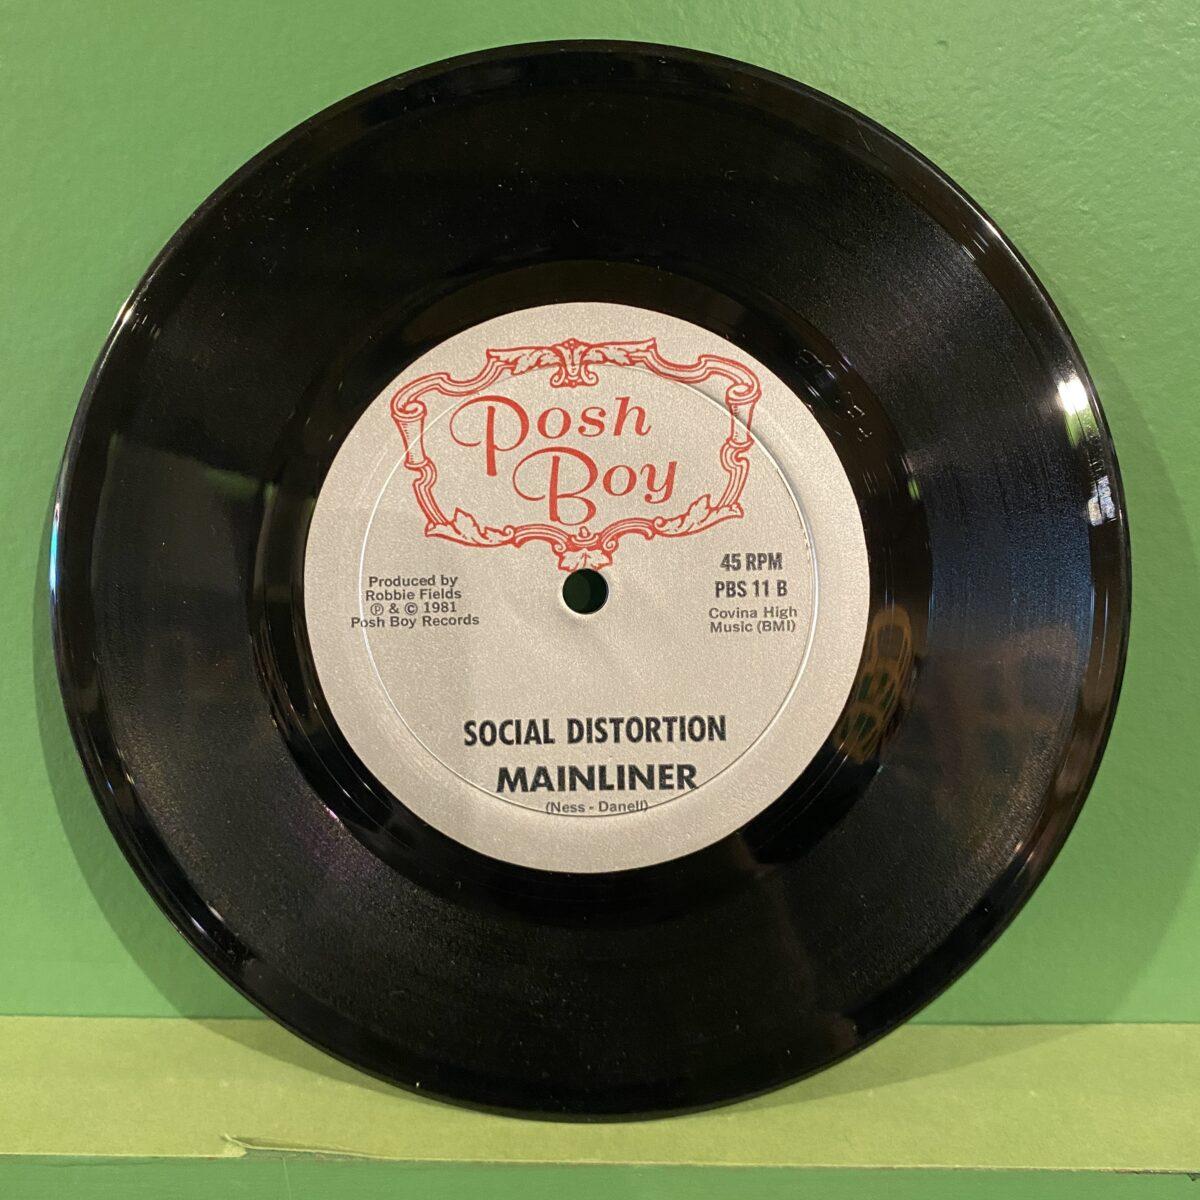 Posh
Boy
45 RPM
PBS 11 B
Covina High
Music (BMI)
Produced by
Robbie Fields
℗ & © 1981
Posh Boy Records
SOCIAL DISTORTION
MAINLINER
(Ness - Danell)